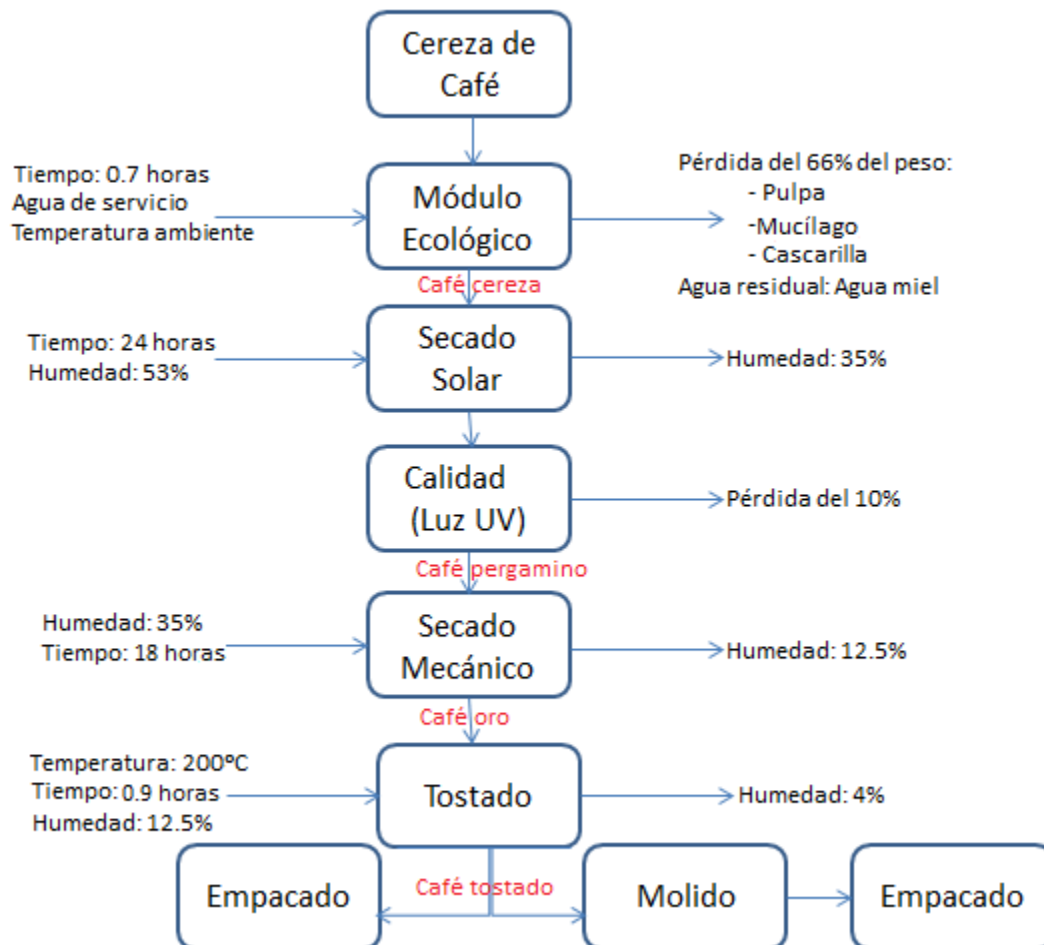 Cereza de
Café
Tiempo: 0.7 horas
Agua de servicio
Temperatura ambiente
Módulo
Ecológico
Pérdida del 66% del peso:
- Pulpa
-Mucílago
- Cascarilla
Agua residual: Agua miel
Café cereza
Tiempo: 24 horas
Humedad: 53%
Secado
Solar
Humedad: 35%
Calidad
(Luz UV)
Pérdida del 10%
Café pergamino
Humedad: 35%
Tiempo: 18 horas
Secado
Mecánico
Humedad: 12.5%
Café oro
Temperatura: 200ºC
Tiempo: 0.9 horas
Humedad: 12.5%
Tostado
Humedad: 4%
Empacado
Café tostado
Molido
Empacado